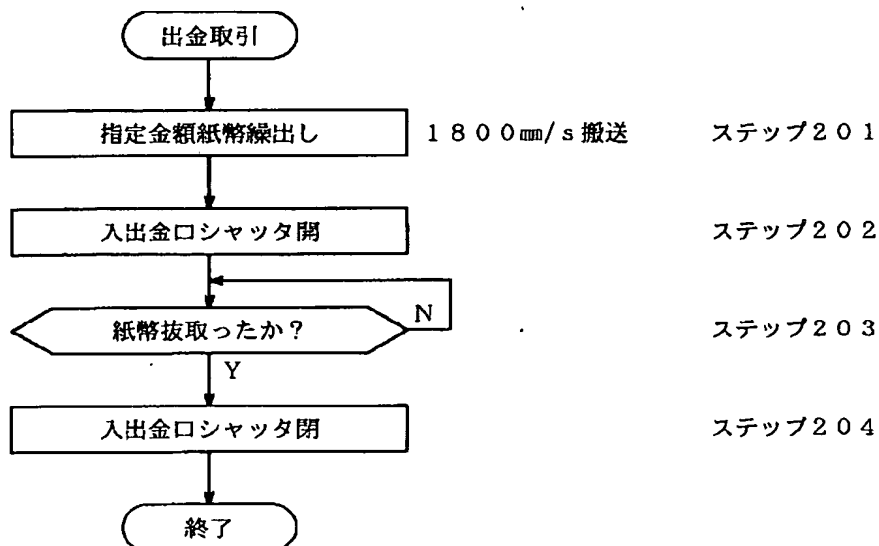 出金取引
指定金額紙幣繰出し 1800㎜/s搬送 ステップ201
入出金口シャッタ開 ステップ202
紙幣抜取ったか? N ステップ203
Y
入出金口シャッタ閉 ステップ204
終了